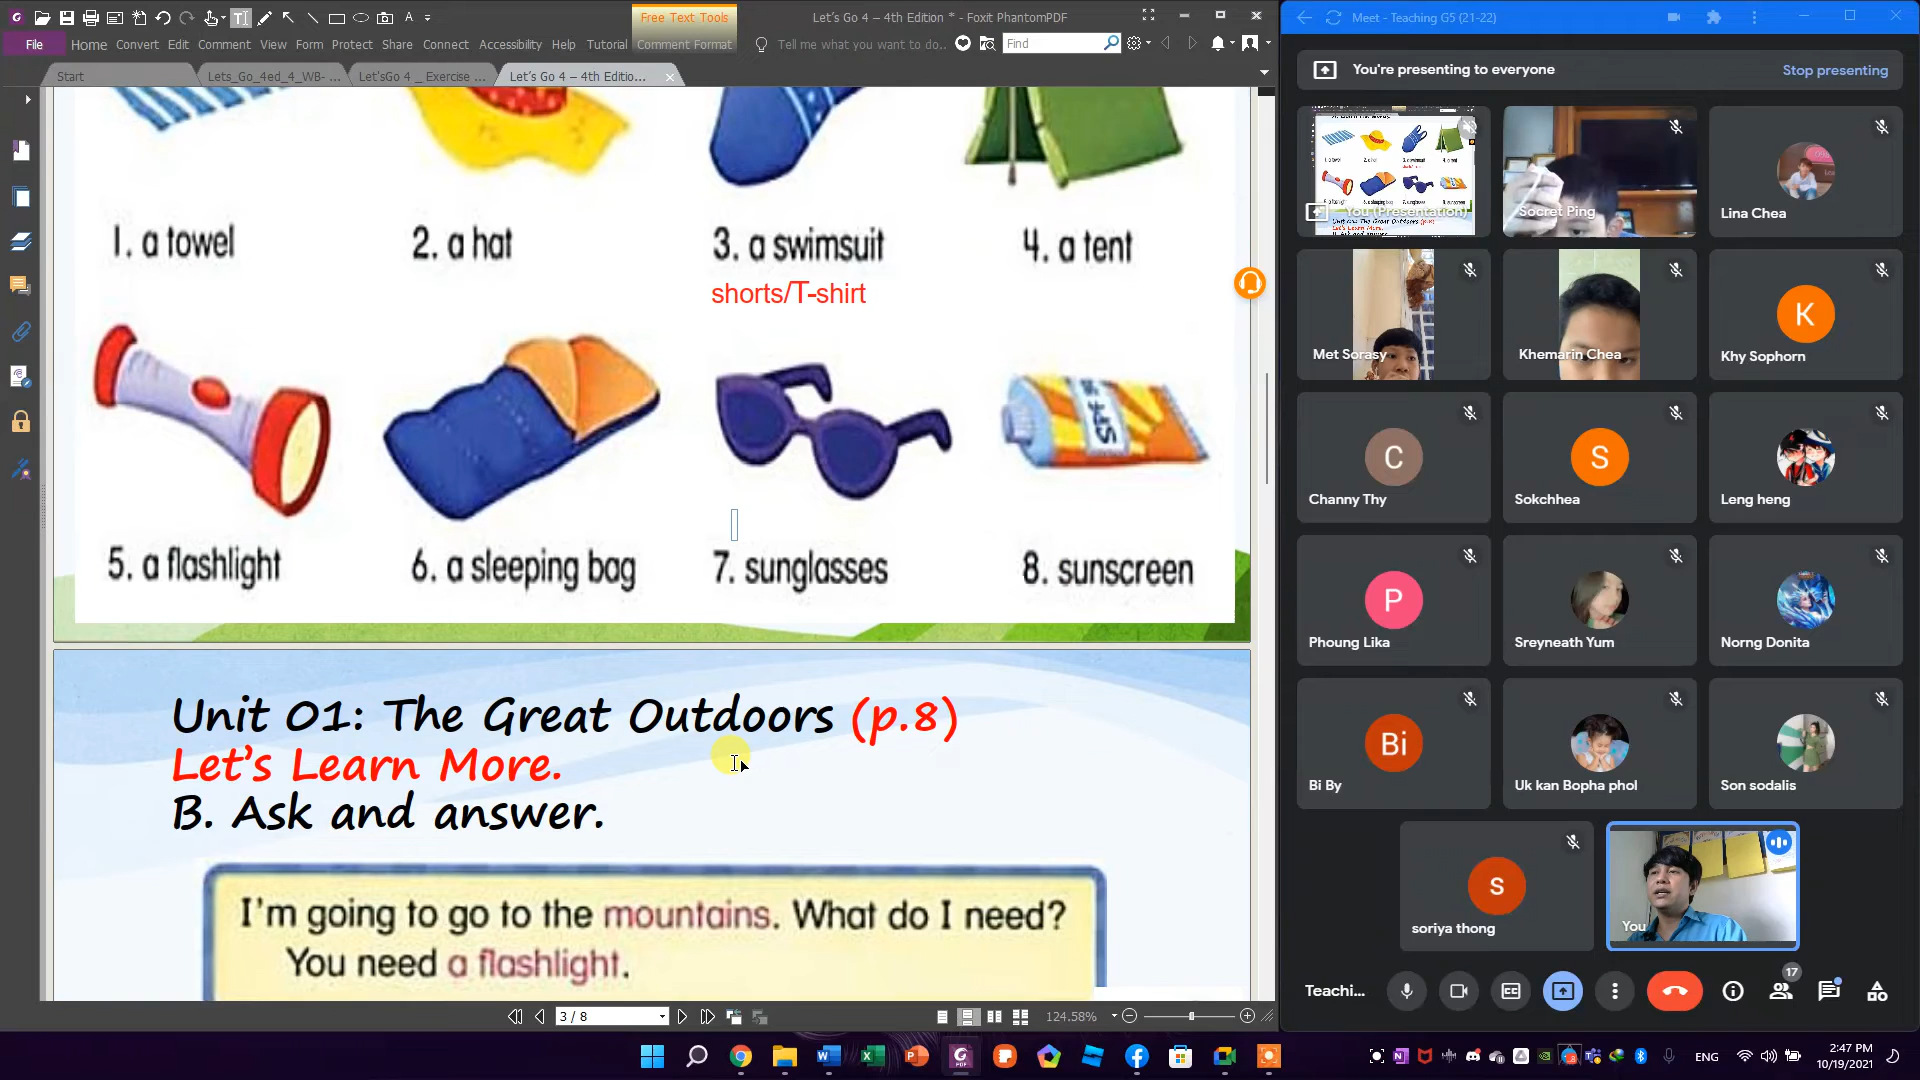 Free Text Tools
Let's Go 4 – 4th Edition * - Foxit PhantomPDF
File Home Convert Edit Comment View Form Protect Share Connect Accessibility Help Tutorial Comment Format Tell me what you want to do.. Find
Start Lets_Go_4ed_4_WB- ... Let'sGo 4 _ Exercise ... Let's Go 4 – 4th Editio...
1. a towel 2. a hat 3. a swimsuit 4. a tent
shorts/T-shirt
SPF
5. a flashlight 6. a sleeping bag 7. sunglasses 8. sunscreen
Unit 01: The Great Outdoors (p.8)
Let's Learn More.
B. Ask and answer.
I'm going to go to the mountains. What do I need?
You need a flashlight.
3 / 8 124.58%
Meet - Teaching G5 (21-22)
You're presenting to everyone Stop presenting
You (Presentation) Socret Ping Lina Chea
Met Sorasy Khemarin Chea K Khy Sophorn
C Channy Thy S Sokchhea Leng heng
P Phoung Lika Sreyneath Yum Norng Donita
Bi Bi By Uk kan Bopha phol Son sodalis
S soriya thong You
Teachi... 17
ENG 2:47 PM
10/19/2021